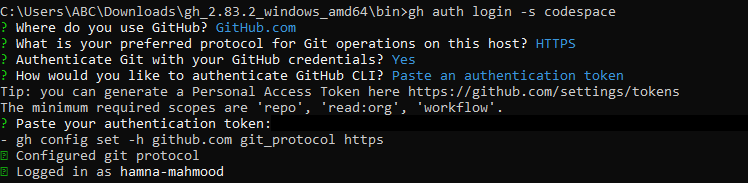 C:\Users\ABC\Downloads\gh_2.83.2_windows_amd64\bin>gh auth login -s codespace
? Where do you use GitHub? GitHub.com
? What is your preferred protocol for Git operations on this host? HTTPS
? Authenticate Git with your GitHub credentials? Yes
? How would you like to authenticate GitHub CLI? Paste an authentication token
Tip: you can generate a Personal Access Token here https://github.com/settings/tokens
The minimum required scopes are 'repo', 'read:org', 'workflow'.
? Paste your authentication token:
- gh config set -h github.com git_protocol https
Configured git protocol
Logged in as hamna-mahmood